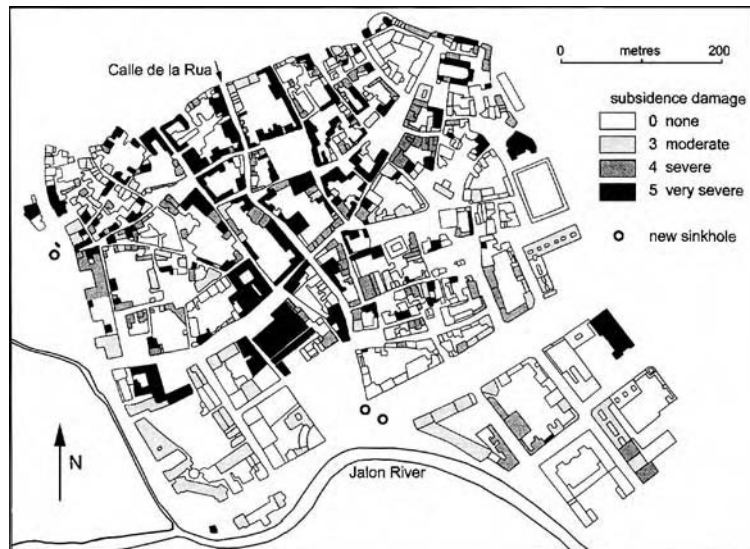 Calle de la Rua
0 metres 200
subsidence damage
0 none
3 moderate
4 severe
5 very severe
new sinkhole
N
Jalon River